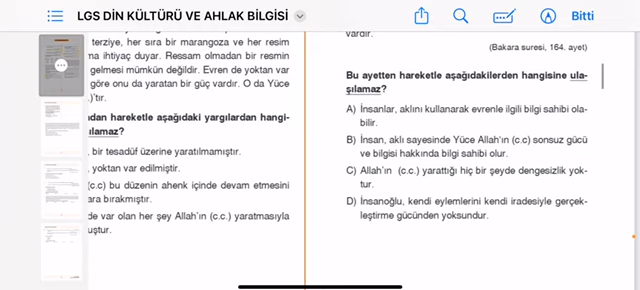 LGS DİN KÜLTÜRÜ VE AHLAK BİLGİSİ
Bitti
terziye, her sıra bir marangoza ve her resim
ihtiyaç duyar. Ressam olmadan bir resmin
gelmesi mümkün değildir. Evren de yoktan var
göre onu da yaratan bir güç vardır. O da Yüce
.)'tır.
ndan hareketle aşağıdaki yargılardan hangi-
ılamaz?
bir tesadüf üzerine yaratılmamıştır.
yoktan var edilmiştir.
(c.c) bu düzenin ahenk içinde devam etmesini
ara bırakmıştır.
de var olan her şey Allah'ın (c.c.) yaratmasıyla
uştur.
vardır.
(Bakara suresi, 164. ayet)
Bu ayetten hareketle aşağıdakilerden hangisine ula-
şılamaz?
A) İnsanlar, aklını kullanarak evrenle ilgili bilgi sahibi ola-
bilir.
B) İnsan, aklı sayesinde Yüce Allah'ın (c.c) sonsuz gücü
ve bilgisi hakkında bilgi sahibi olur.
C) Allah'ın (c.c.) yarattığı hiç bir şeyde dengesizlik yok-
tur.
D) İnsanoğlu, kendi eylemlerini kendi iradesiyle gerçek-
leştirme gücünden yoksundur.